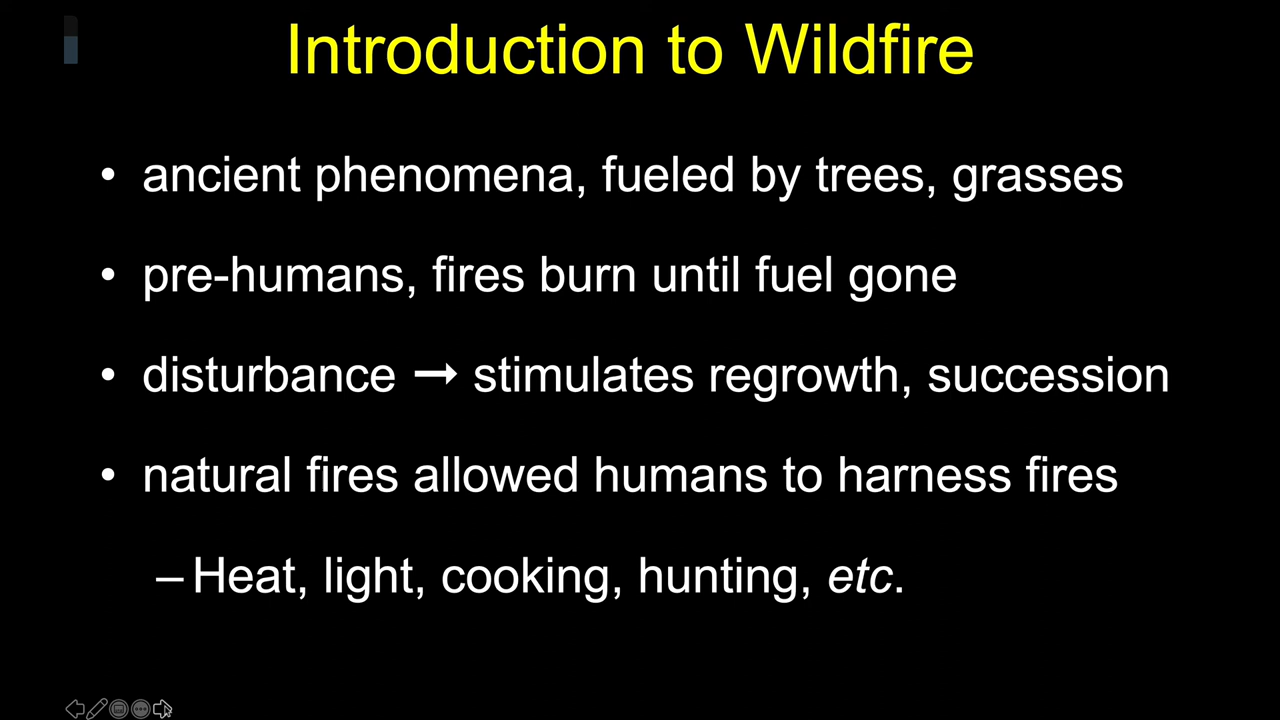 Introduction to Wildfire
• ancient phenomena, fueled by trees, grasses
• pre-humans, fires burn until fuel gone
• disturbance → stimulates regrowth, succession
• natural fires allowed humans to harness fires
– Heat, light, cooking, hunting, etc.